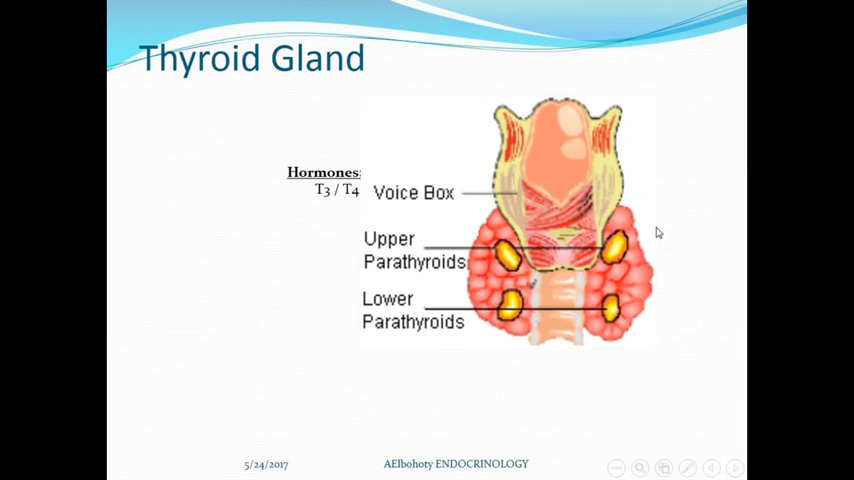 Thyroid Gland
Hormones:
T3 / T4
Voice Box
Upper
Parathyroids
Lower
Parathyroids
5/24/2017
AElbohoty ENDOCRINOLOGY